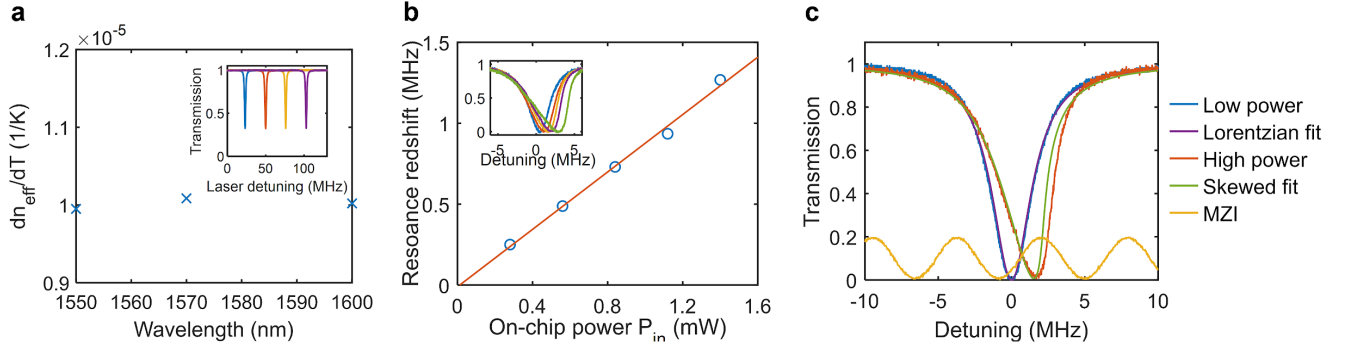 a
×10⁻⁵
1.2
1.1
1
0.9
dn_eff/dT (1/K)
1550 1560 1570 1580 1590 1600
Wavelength (nm)
1
0.5
0
Transmission
0 50 100
Laser detuning (MHz)
b
1.5
1
0.5
0
Resoance redshift (MHz)
0 0.4 0.8 1.2 1.6
On-chip power P_in (mW)
1
0.5
0
-5 0 5
Detuning (MHz)
c
1
0.8
0.6
0.4
0.2
0
Transmission
-10 -5 0 5 10
Detuning (MHz)
Low power
Lorentzian fit
High power
Skewed fit
MZI